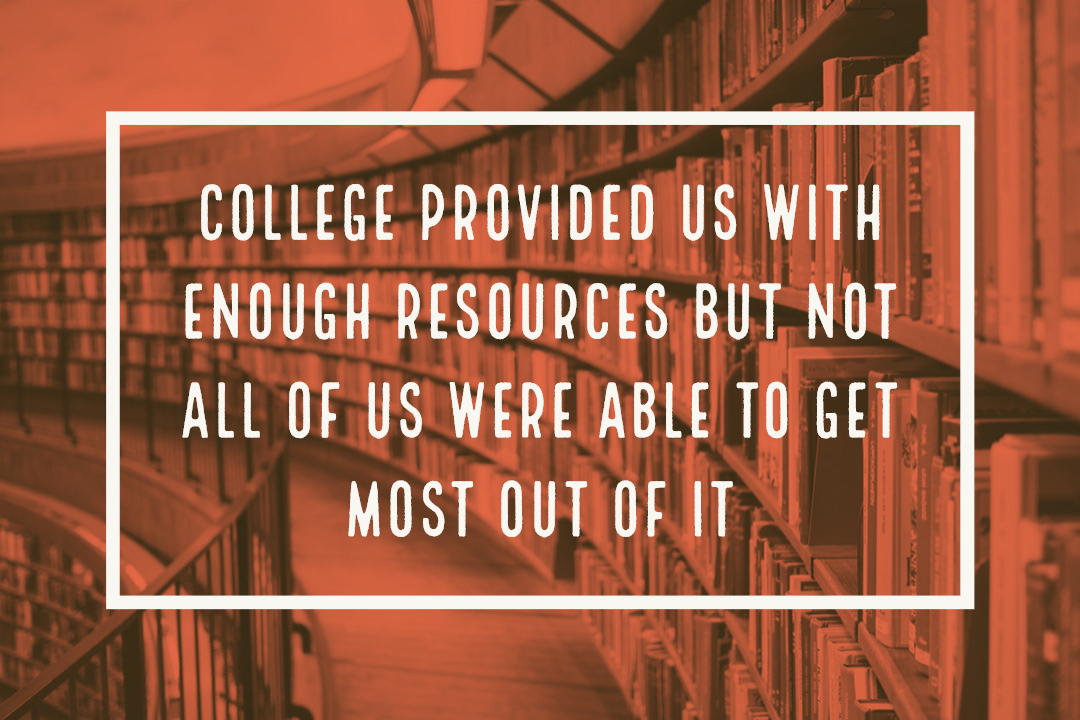 COLLEGE PROVIDED US WITH
ENOUGH RESOURCES BUT NOT
ALL OF US WERE ABLE TO GET
MOST OUT OF IT